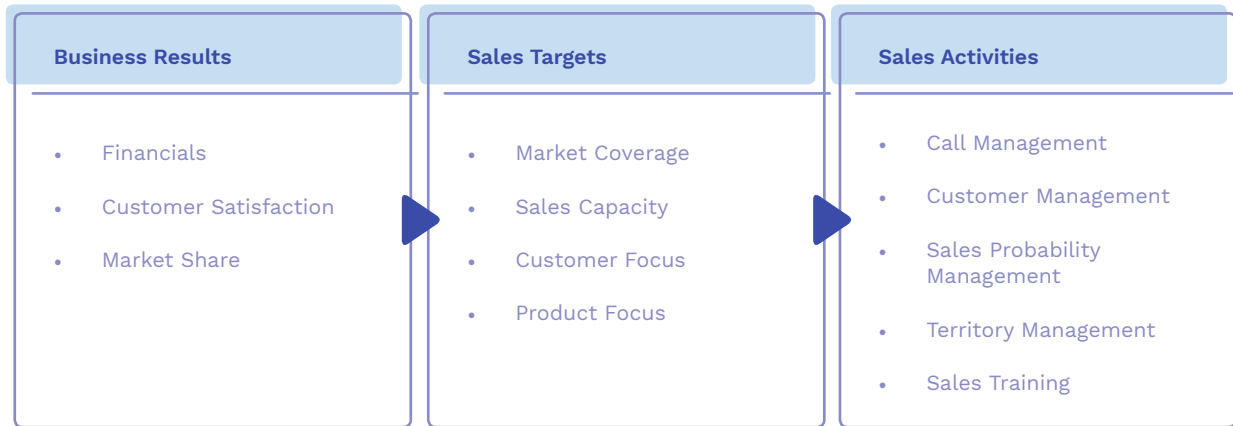 Business Results
• Financials
• Customer Satisfaction
• Market Share
Sales Targets
• Market Coverage
• Sales Capacity
• Customer Focus
• Product Focus
Sales Activities
• Call Management
• Customer Management
• Sales Probability
Management
• Territory Management
• Sales Training